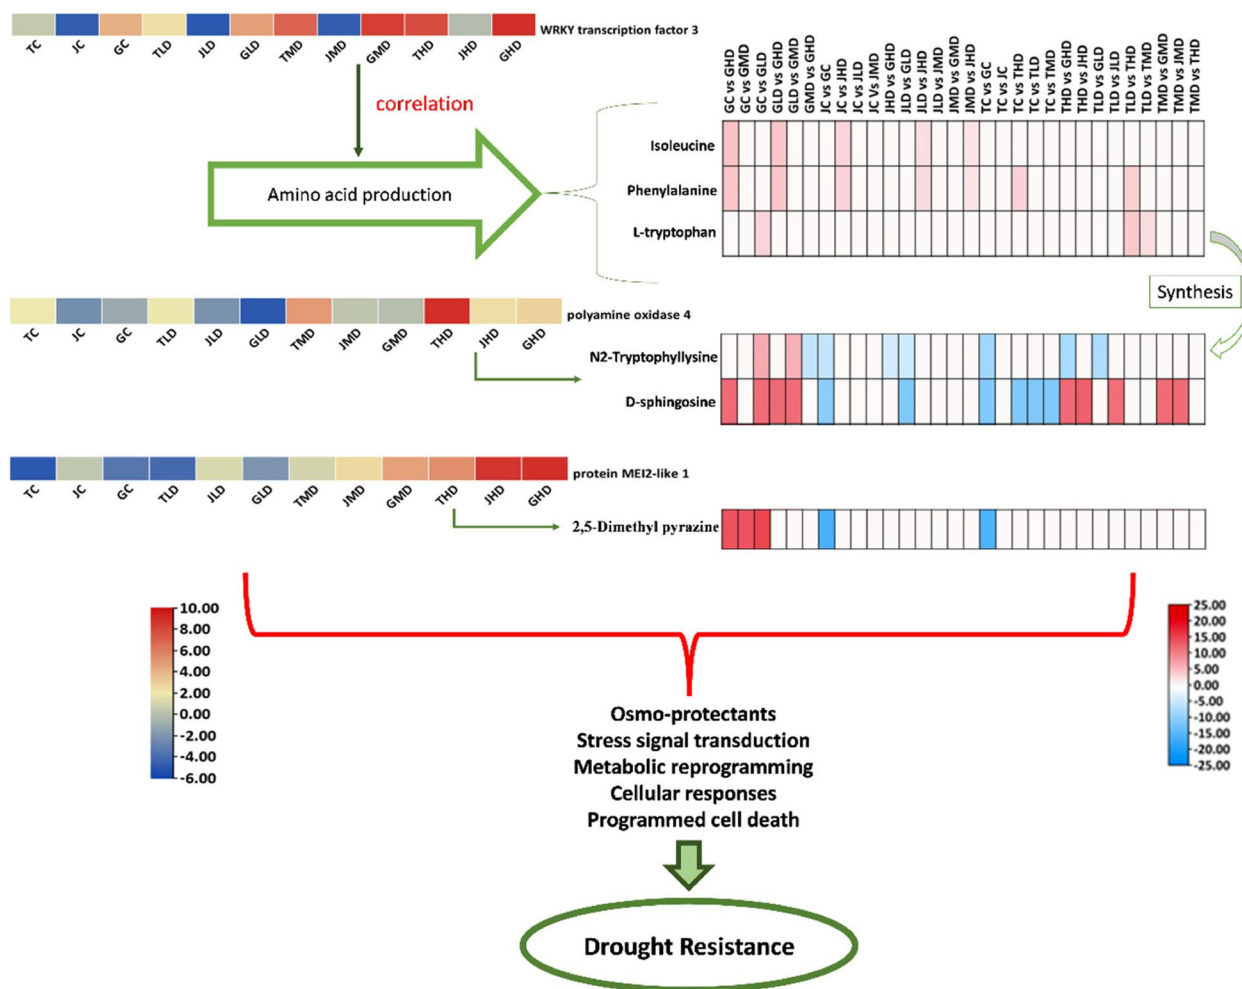 TC JC GC TLD JLD GLD TMD JMD GMD THD JHD GHD
WRKY transcription factor 3
correlation
Amino acid production
GC vs GHD
GC vs GMD
GC vs GLD
GLD vs GHD
GLD vs GMD
GMD vs GHD
JC vs GC
JC vs JHD
JC vs JLD
JC Vs JMD
JHD vs GHD
JLD vs GLD
JLD vs JHD
JLD vs JMD
JMD vs GMD
JMD vs JHD
TC vs GC
TC vs JC
TC vs THD
TC vs TLD
TC vs TMD
THD vs GHD
THD vs JHD
TLD vs GLD
TLD vs JLD
TLD vs THD
TLD vs TMD
TMD vs GMD
TMD vs JMD
TMD vs THD
Isoleucine
Phenylalanine
L-tryptophan
Synthesis
TC JC GC TLD JLD GLD TMD JMD GMD THD JHD GHD
polyamine oxidase 4
N2-Tryptophyllysine
D-sphingosine
TC JC GC TLD JLD GLD TMD JMD GMD THD JHD GHD
protein MEI2-like 1
2,5-Dimethyl pyrazine
10.00
8.00
6.00
4.00
2.00
0.00
-2.00
-4.00
-6.00
25.00
20.00
15.00
10.00
5.00
0.00
-5.00
-10.00
-15.00
-20.00
-25.00
Osmo-protectants
Stress signal transduction
Metabolic reprogramming
Cellular responses
Programmed cell death
Drought Resistance